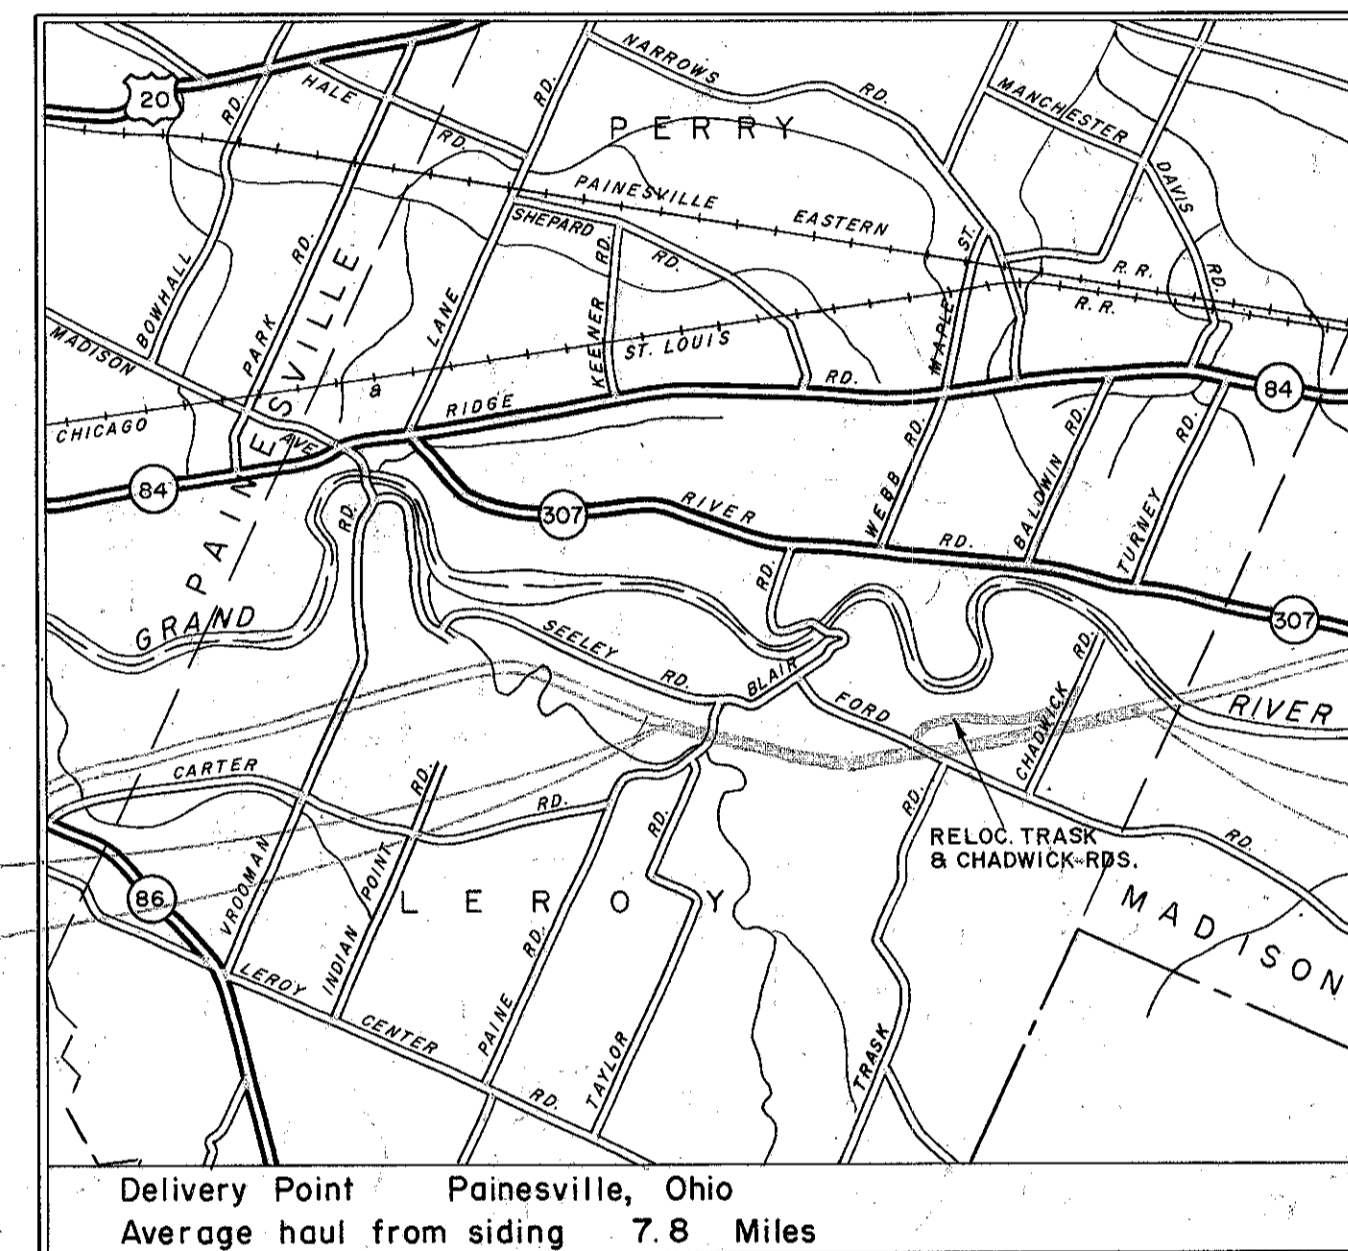 NARROWS RD.
20
HALE RD.
RD.
RD.
MANCHESTER
PERRY
DAVIS RD.
PAINESVILLE EASTERN R.R.
SHEPARD RD.
RD.
ST.
R.R.
BOWHALL
PARK RD.
PAINESVILLE
LANE
KEENER
ST. LOUIS
MAPLE
MADISON AVE
a
RIDGE RD.
84
CHICAGO
84
307
RIVER RD.
WEBB RD.
BALDWIN RD.
TURNEY RD.
RD.
RD.
307
GRAND
SEELEY RD.
BLAIR
FORD
CHADWICK RD.
RIVER
CARTER RD.
RD.
RD.
RD.
RD.
RELOC. TRASK
& CHADWICK RDS.
86
VROOMAN
INDIAN POINT
LEROY
MADISON
LEROY CENTER RD.
PAINE RD.
TAYLOR
TRASK
Delivery Point Painesville, Ohio
Average haul from siding 7.8 Miles